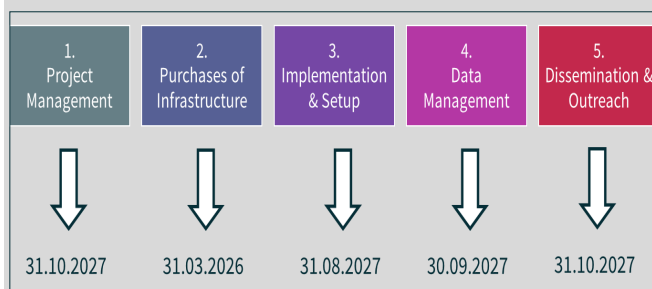 1.
Project
Management
2.
Purchases of
Infrastructure
3.
Implementation
& Setup
4.
Data
Management
5.
Dissemination &
Outreach
31.10.2027
31.03.2026
31.08.2027
30.09.2027
31.10.2027